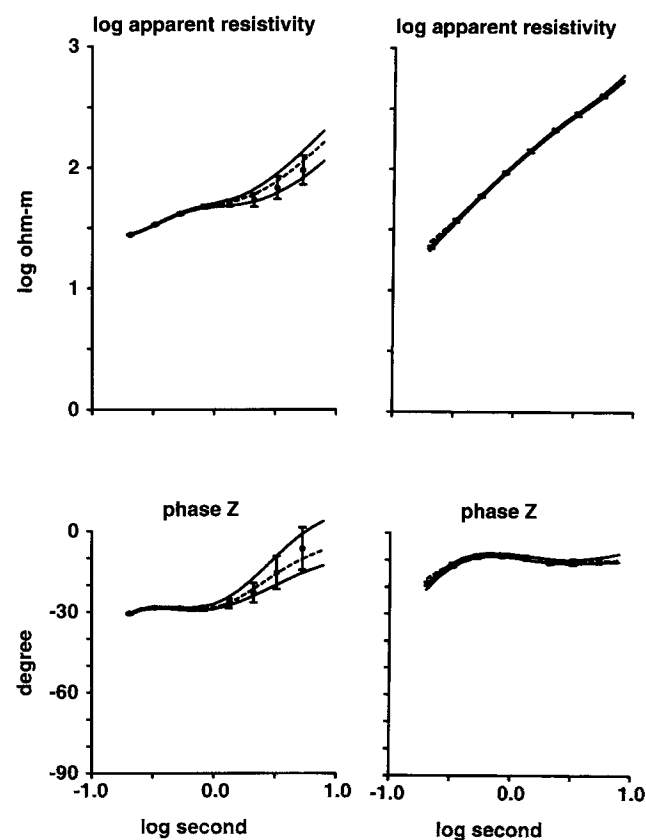 log apparent resistivity
log apparent resistivity
3
2
1
0
log ohm-m
phase Z
phase Z
0
-30
-60
-90
degree
-1.0 0.0 1.0
-1.0 0.0 1.0
log second
log second